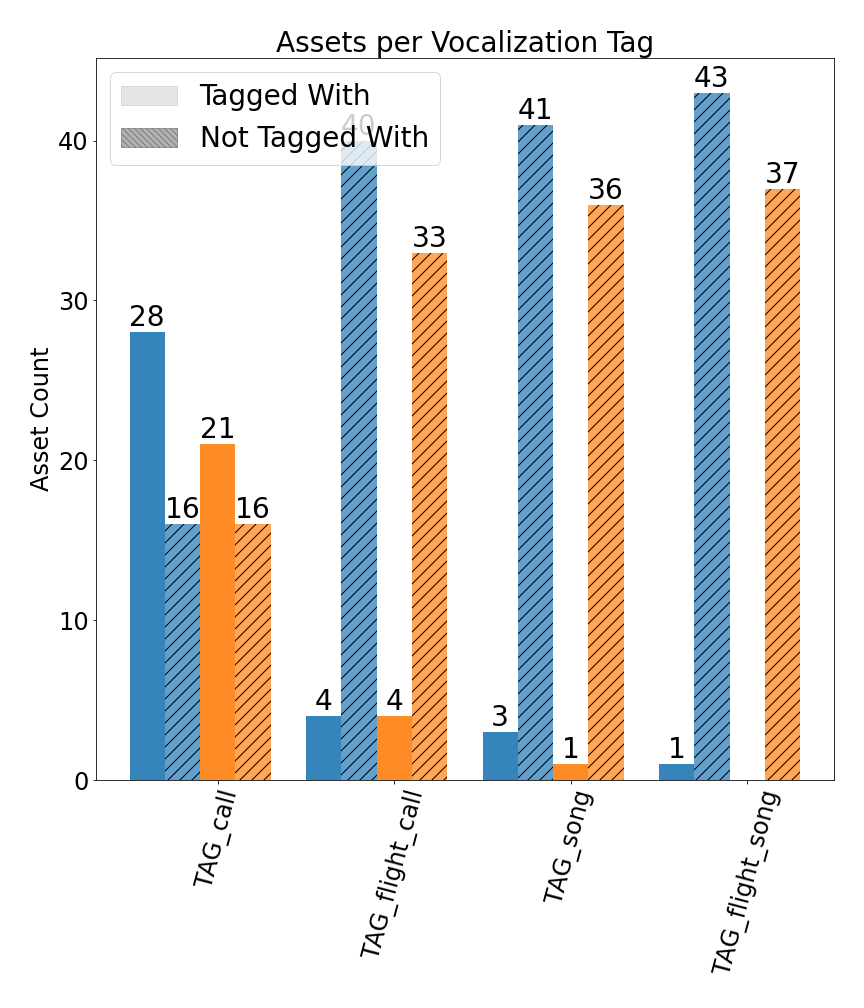 Assets per Vocalization Tag
Tagged With
Not Tagged With
Asset Count
40
30
20
10
0
28
16
21
16
4
40
4
33
3
41
1
36
1
43
37
TAG_call
TAG_flight_call
TAG_song
TAG_flight_song